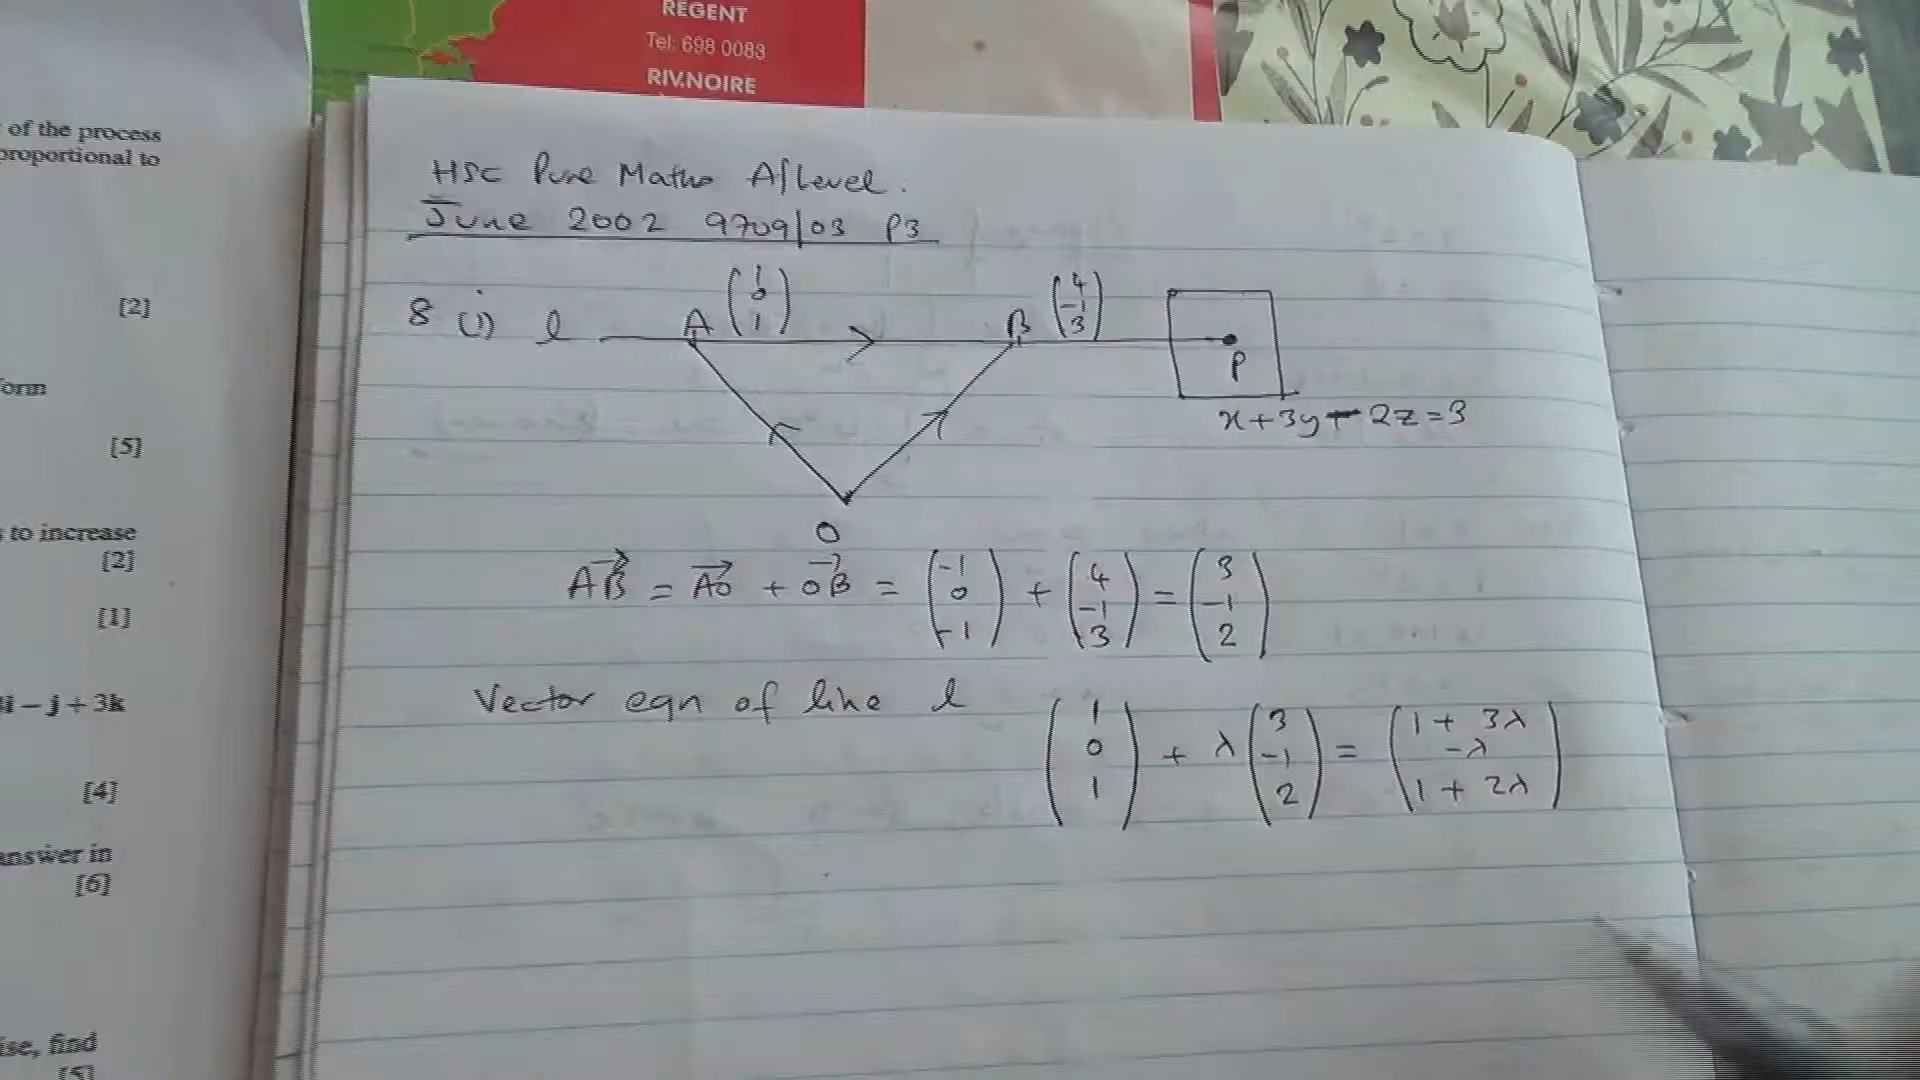 REGENT
Tel: 698 0083
RIV.NOIRE
of the process
proportional to
[2]
form
[5]
to increase
[2]
[1]
i – j + 3k
[4]
answer in
[6]
ise, find
[5]
HSC Pure Maths A/Level.
June 2002 9709/03 P3
8 (i) l A (1 0 1) B (4 -1 3) P
x+3y-2z=3
O
AB = AO + OB = (-1 0 -1) + (4 -1 3) = (3 -1 2)
Vector eqn of line l (1 0 1) + λ (3 -1 2) = (1 + 3λ -λ 1 + 2λ)